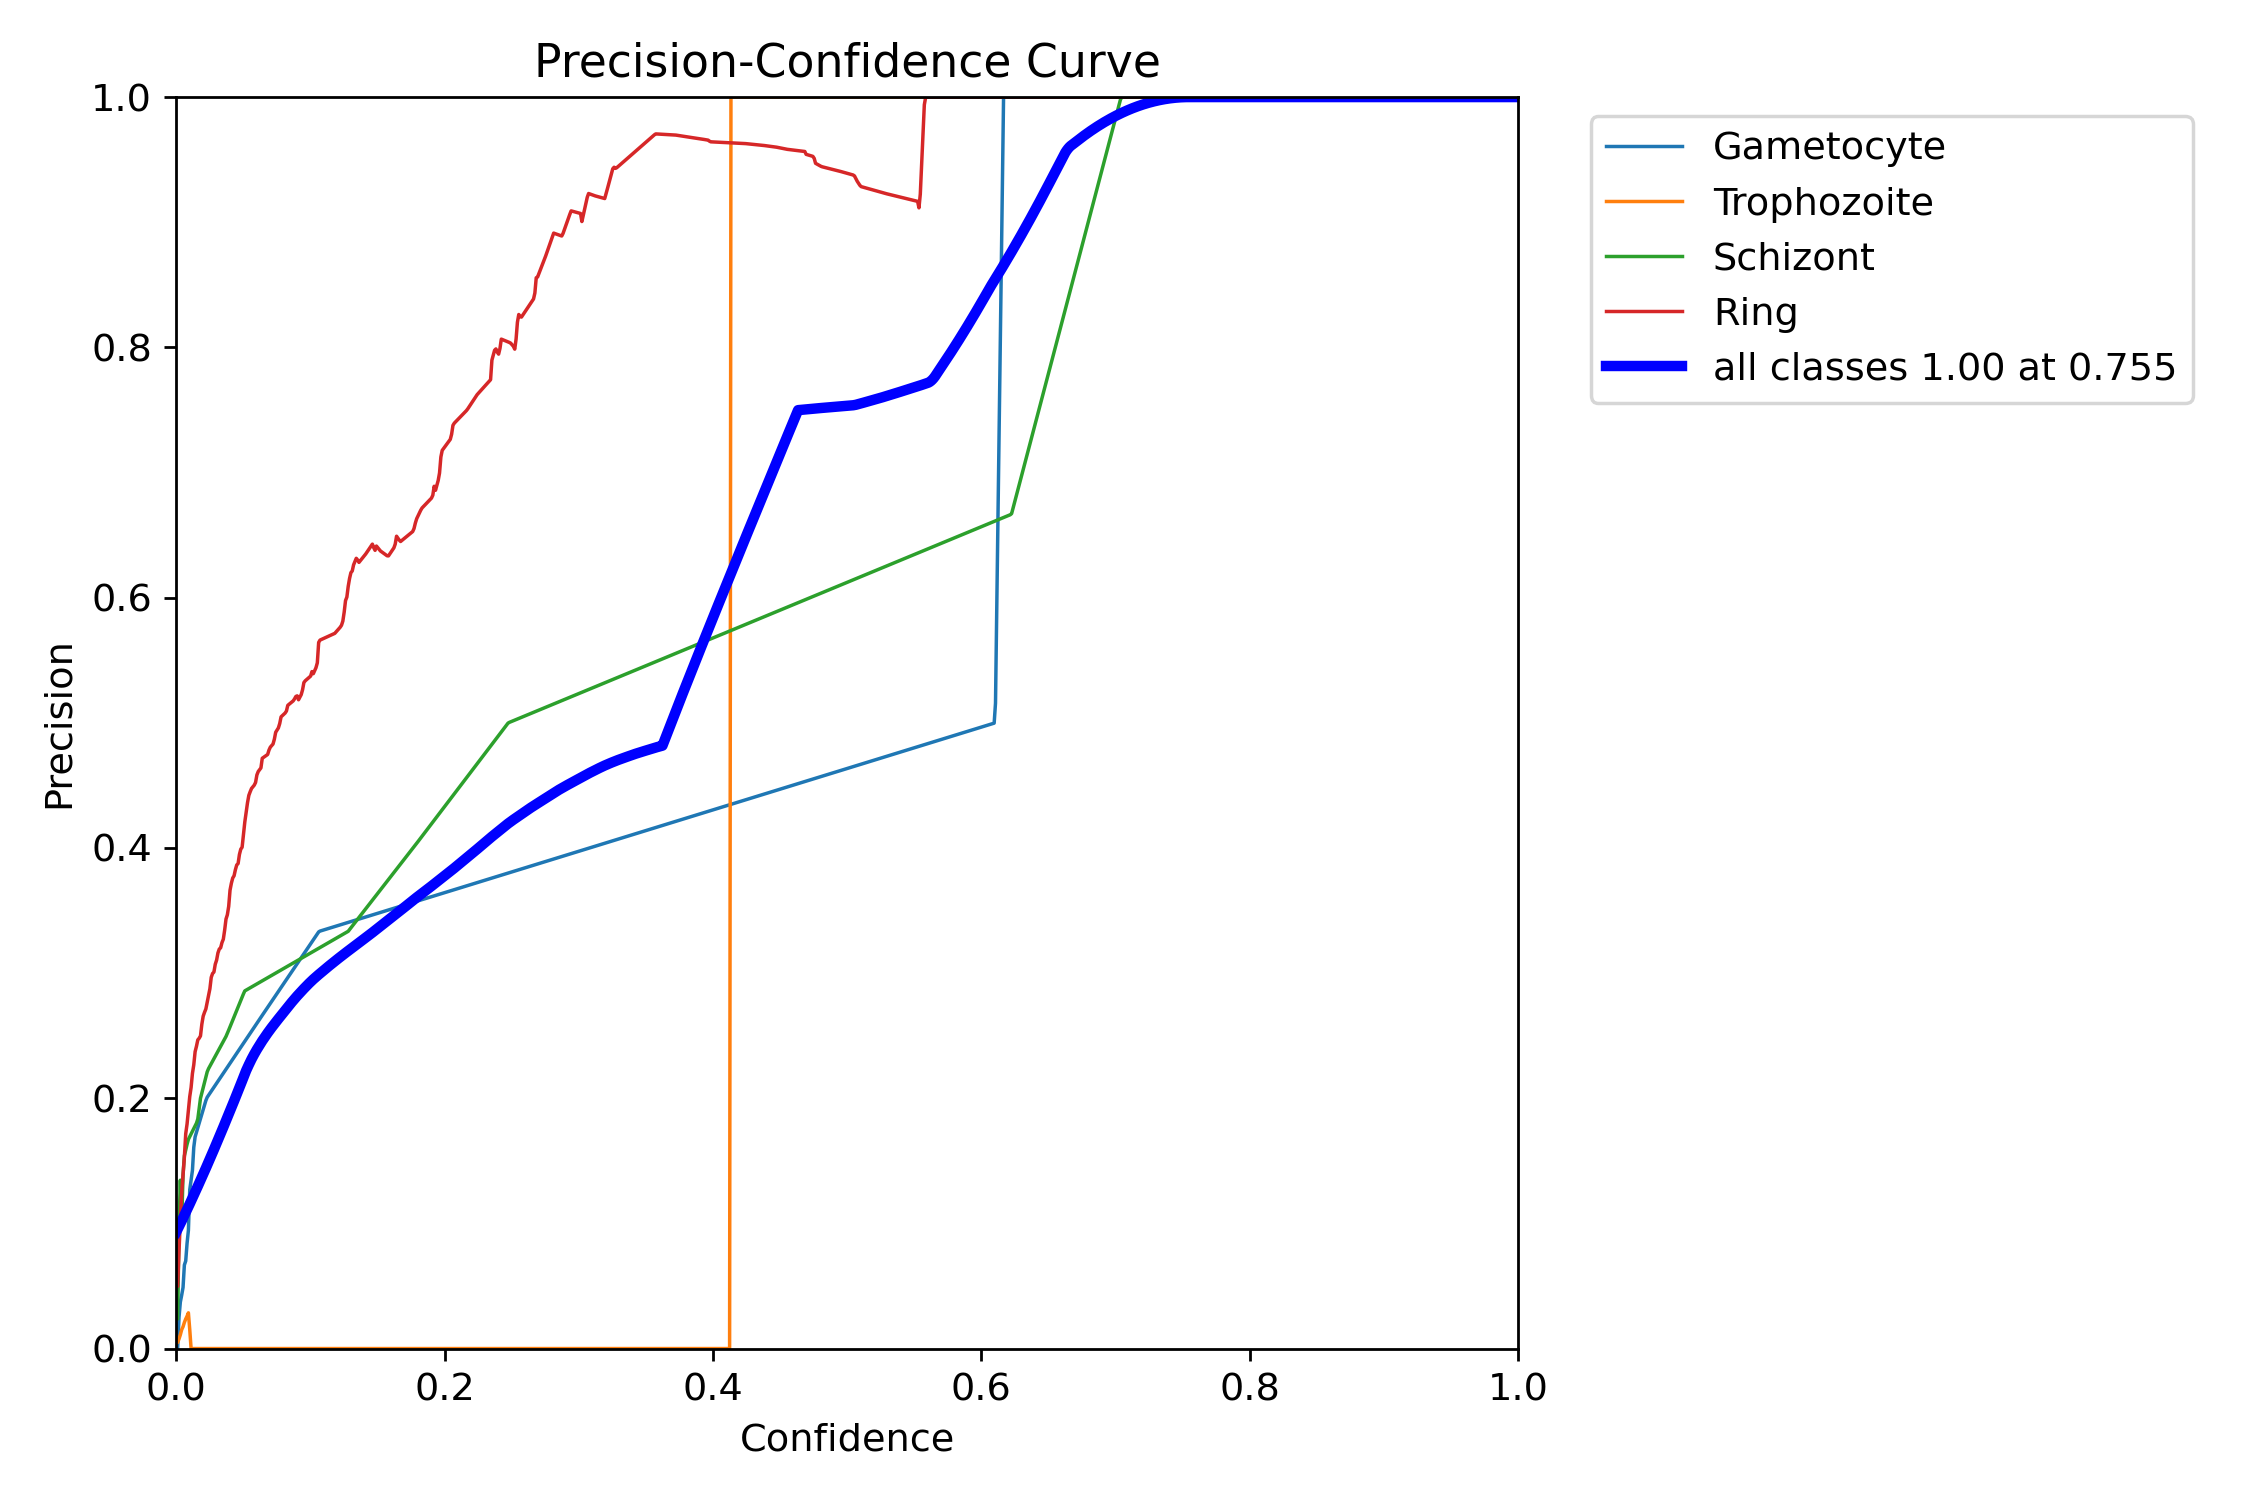 Precision-Confidence Curve
1.0
0.8
0.6
0.4
0.2
0.0
Precision
0.0 0.2 0.4 0.6 0.8 1.0
Confidence
Gametocyte
Trophozoite
Schizont
Ring
all classes 1.00 at 0.755